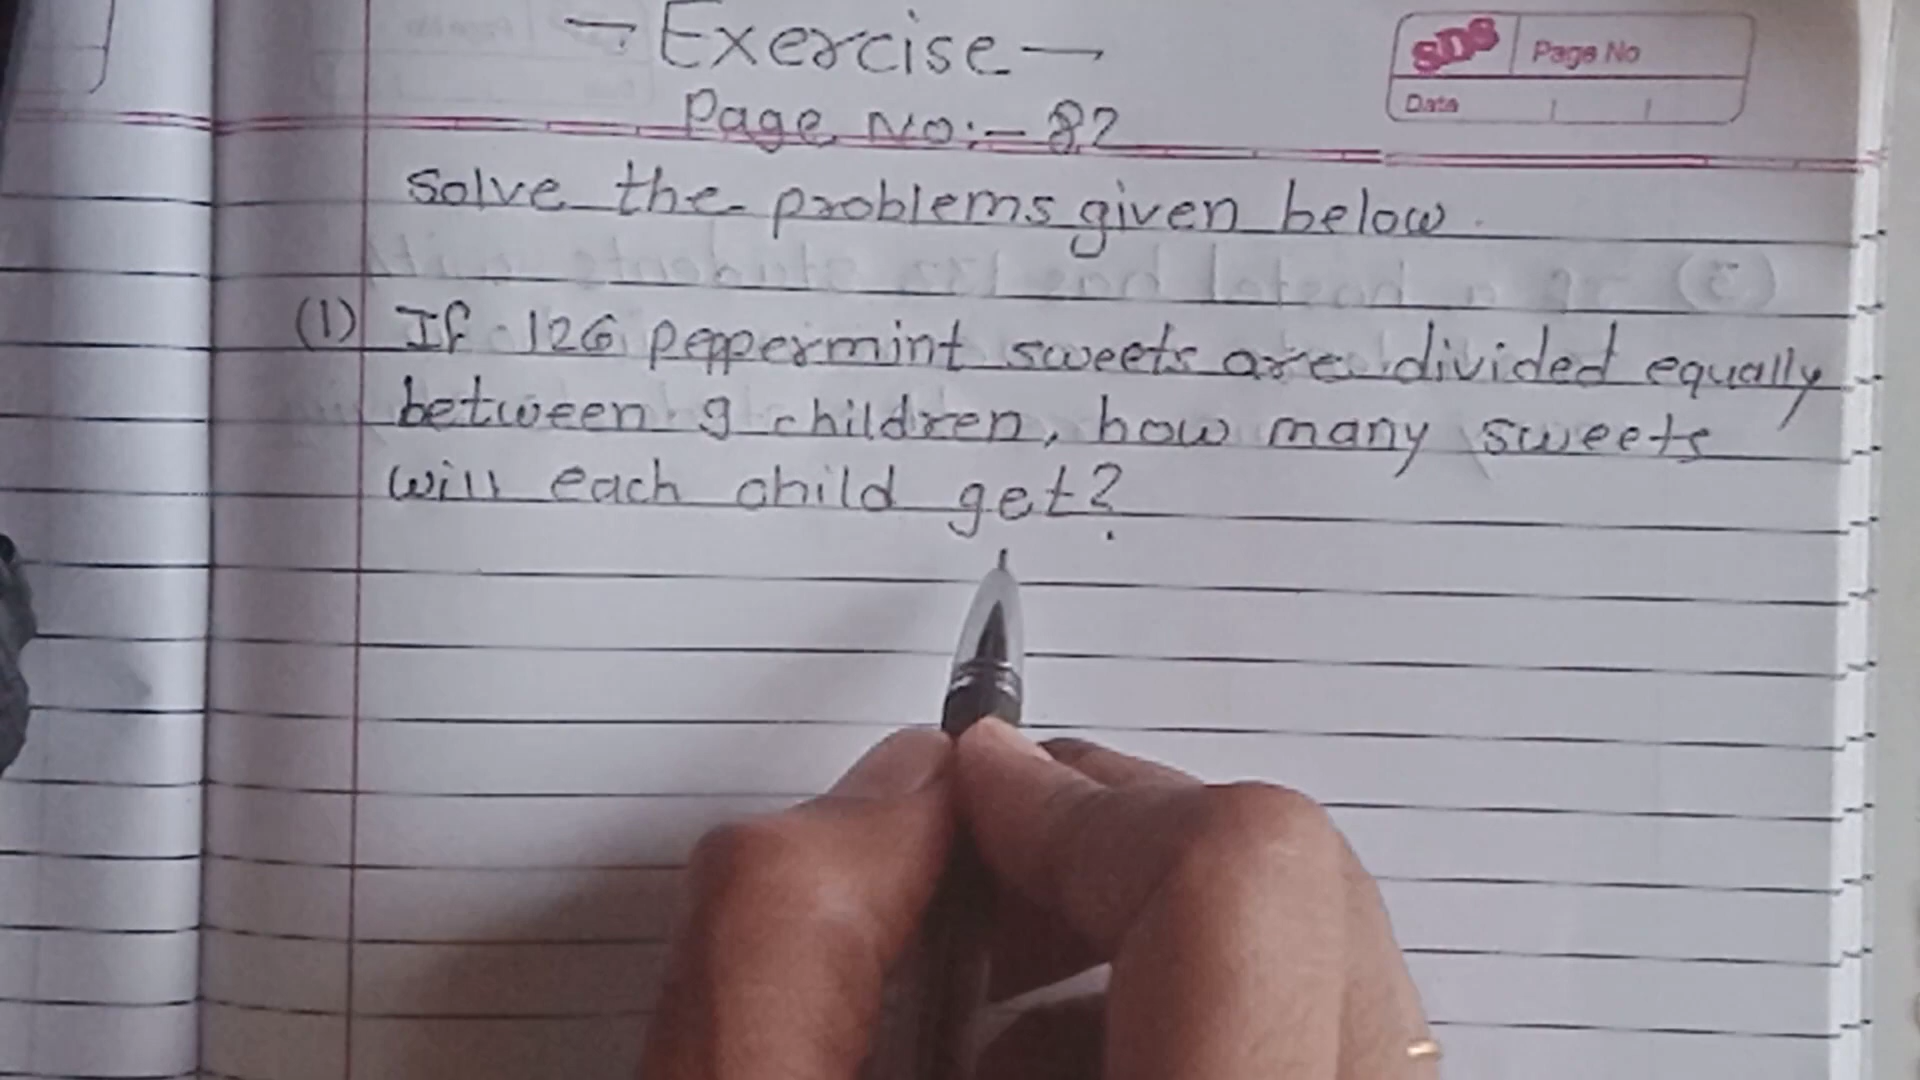 - Exercise -
SDS Page No
Page No:- 82
Date
Solve the problems given below.
(1) If 126 peppermint sweets are divided equally
between 9 children, how many sweets
will each child get?